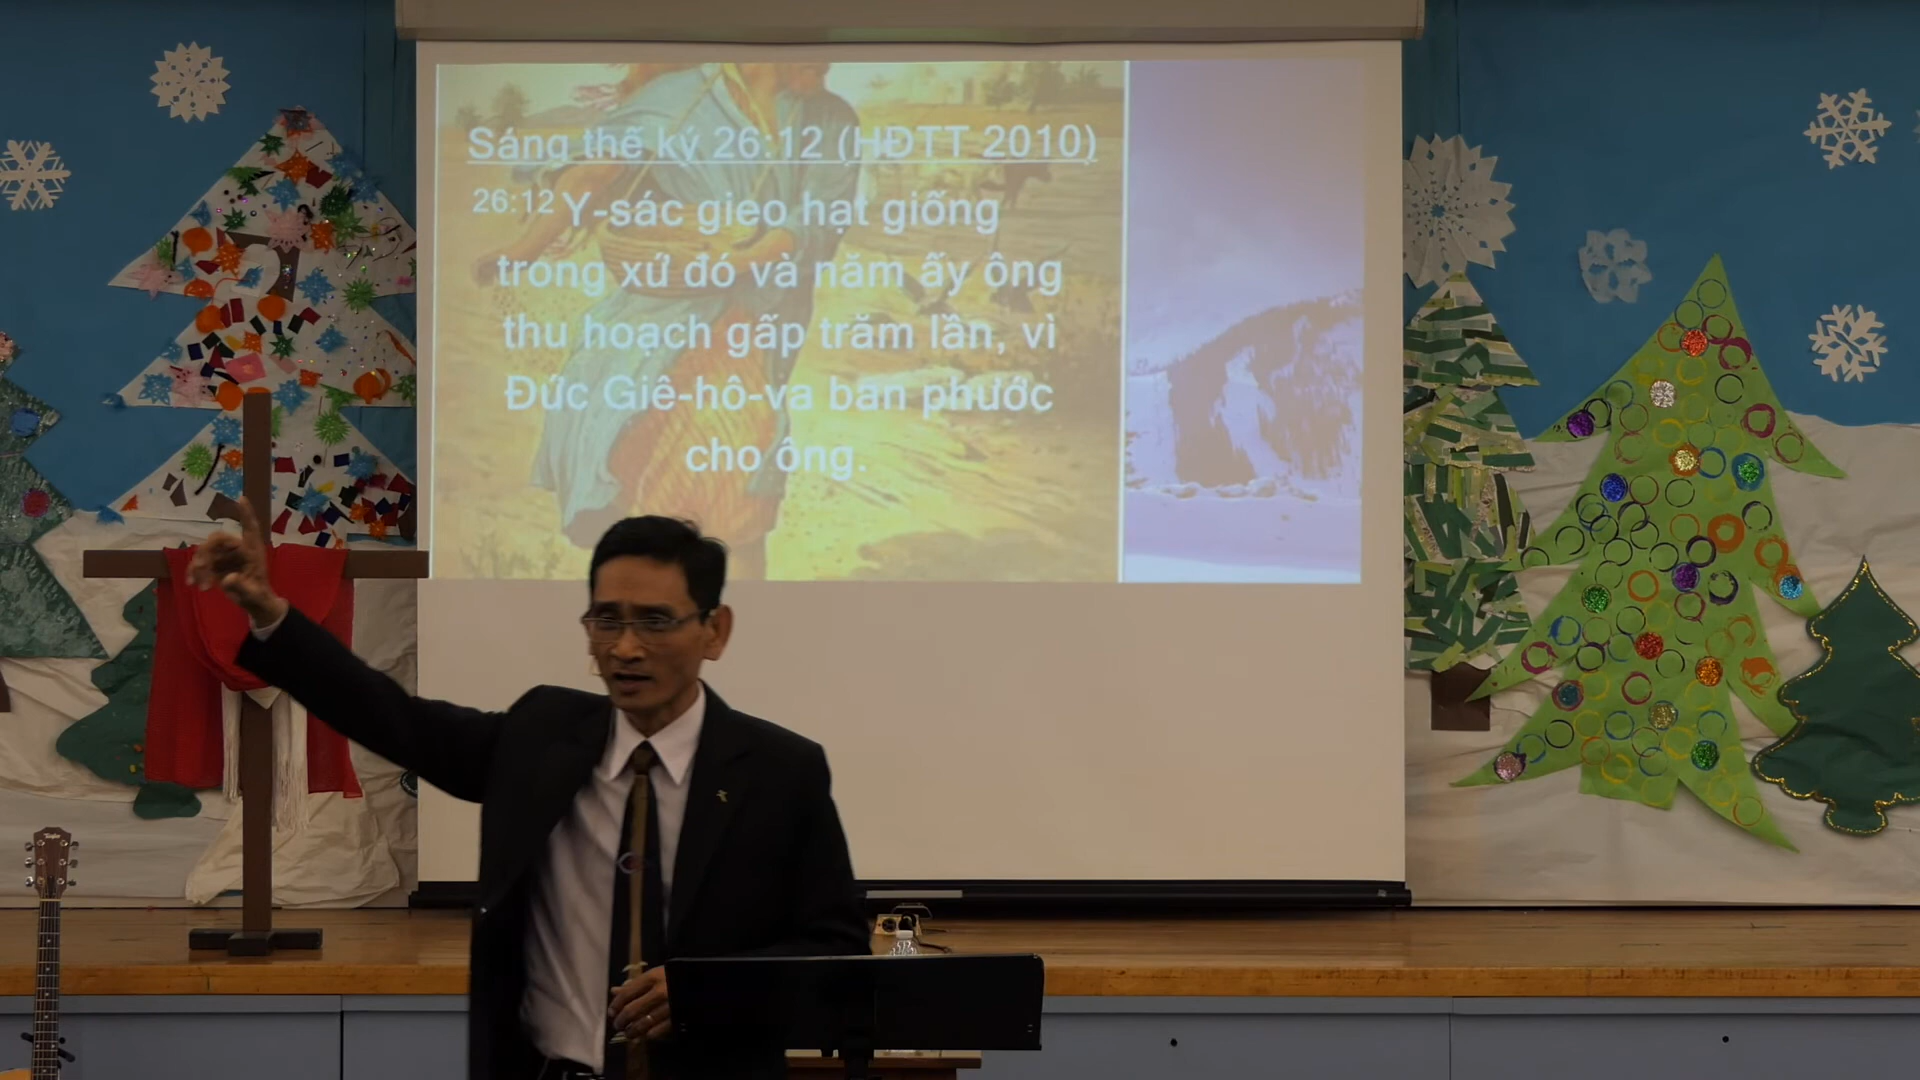 Sáng thế ký 26:12 (HĐTT 2010)
26:12 Y-sác gieo hạt giống
trong xứ đó và năm ấy ông
thu hoạch gấp trăm lần, vì
Đức Giê-hô-va ban phước
cho ông.
Taylor